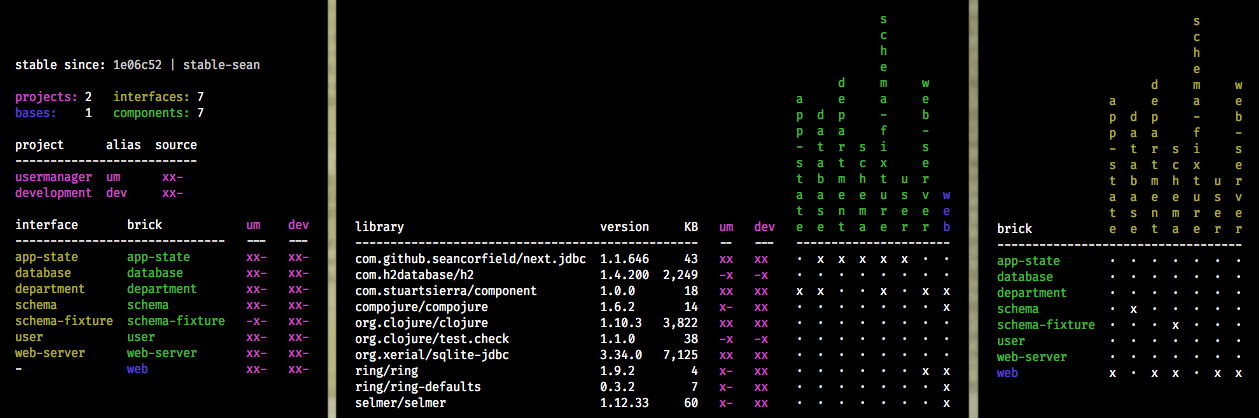 stable since: 1e06c52 | stable-sean
projects: 2 interfaces: 7
bases: 1 components: 7
project alias source
usermanager um xx-
development dev xx-
interface brick um dev
app-state app-state xx- xx-
database database xx- xx-
department department xx- xx-
schema schema xx- xx-
schema-fixture schema-fixture -x- xx-
user user xx- xx-
web-server web-server xx- xx-
- web xx- xx-
library version KB um dev app-state database department schema schema-fixture user web-server web
com.github.seancorfield/next.jdbc 1.1.646 43 xx xx · x x x x x · ·
com.h2database/h2 1.4.200 2,249 -x -x · · · · · · · ·
com.stuartsierra/component 1.0.0 18 xx xx x x · · x · x x
compojure/compojure 1.6.2 14 x- xx · · · · · · · x
org.clojure/clojure 1.10.3 3,822 xx xx · · · · · · · ·
org.clojure/test.check 1.1.0 38 -x -x · · · · · · · ·
org.xerial/sqlite-jdbc 3.34.0 7,125 xx xx · · · · · · · ·
ring/ring 1.9.2 4 x- xx · · · · · · x x
ring/ring-defaults 0.3.2 7 x- xx · · · · · · · x
selmer/selmer 1.12.33 60 x- xx · · · · · · · x
brick app-state database department schema schema-fixture user web-server
app-state · · · · · · ·
database · · · · · · ·
department · · · · · · ·
schema · x · · · · ·
schema-fixture · · · x · · ·
user · · · · · · ·
web-server · · · · · · ·
web x · x x · x x